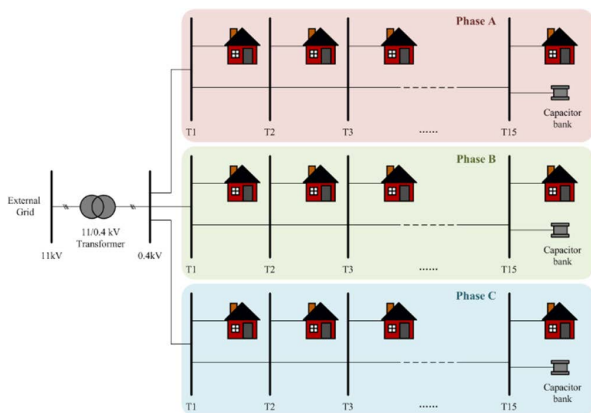 Phase A
T1 T2 T3 ...... T15
Capacitor
bank
Phase B
External
Grid
11/0.4 kV
Transformer
11kV
0.4kV
T1 T2 T3 ...... T15
Capacitor
bank
Phase C
T1 T2 T3 ...... T15
Capacitor
bank